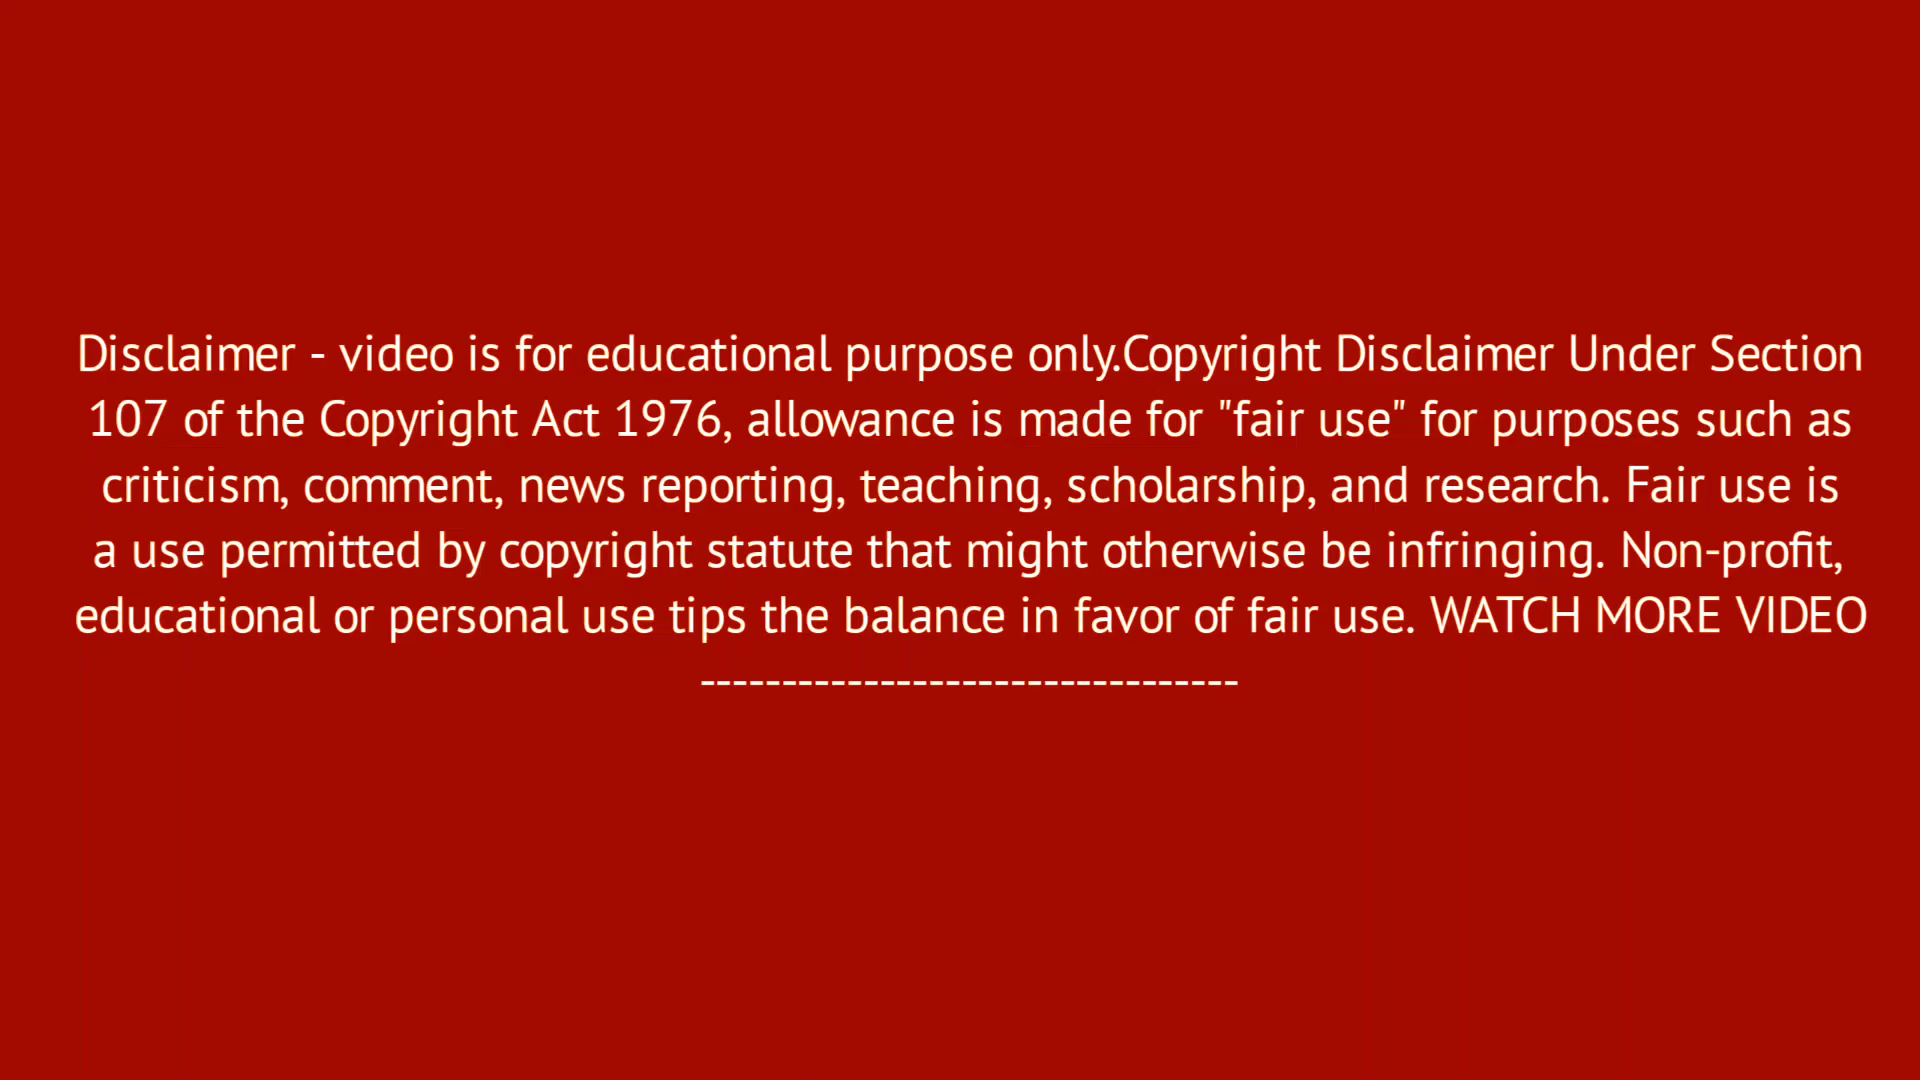 Disclaimer - video is for educational purpose only.Copyright Disclaimer Under Section
107 of the Copyright Act 1976, allowance is made for "fair use" for purposes such as
criticism, comment, news reporting, teaching, scholarship, and research. Fair use is
a use permitted by copyright statute that might otherwise be infringing. Non-profit,
educational or personal use tips the balance in favor of fair use. WATCH MORE VIDEO
---------------------------------